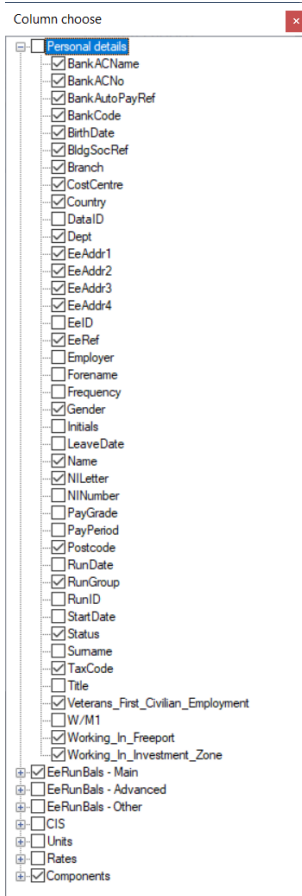 Column choose
Personal details
BankACName
BankACNo
BankAutoPayRef
BankCode
BirthDate
BldgSocRef
Branch
CostCentre
Country
DataID
Dept
EeAddr1
EeAddr2
EeAddr3
EeAddr4
EeID
EeRef
Employer
Forename
Frequency
Gender
Initials
LeaveDate
Name
NILetter
NINumber
PayGrade
PayPeriod
Postcode
RunDate
RunGroup
RunID
StartDate
Status
Surname
TaxCode
Title
Veterans_First_Civilian_Employment
W/M1
Working_In_Freeport
Working_In_Investment_Zone
EeRunBals - Main
EeRunBals - Advanced
EeRunBals - Other
CIS
Units
Rates
Components